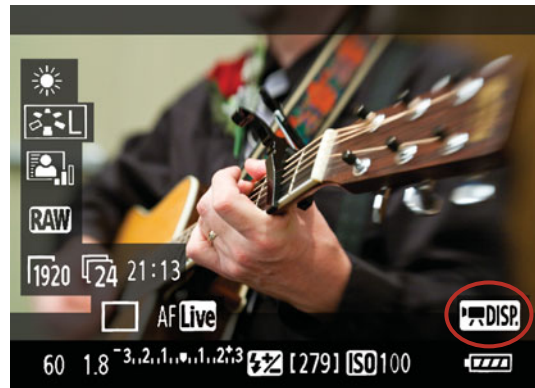 L
RAW
1920 24 21:13
AF Live
DISP.
60 1.8 -3..2..1..0..1..2..+3 [279] ISO 100